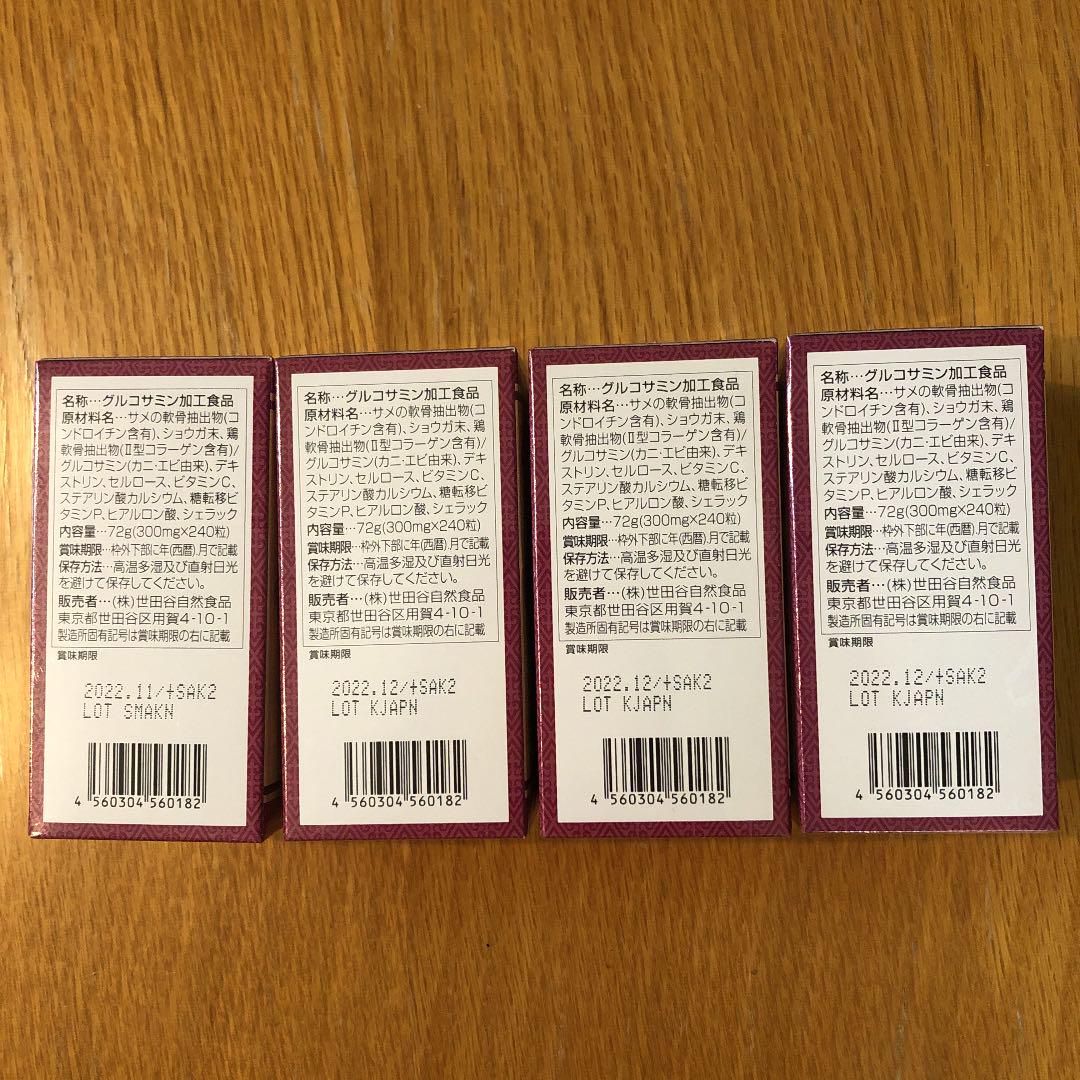 名称…グルコサミン加工食品
原材料名…サメの軟骨抽出物(コ
ンドロイチン含有)、ショウガ末、鶏
軟骨抽出物(Ⅱ型コラーゲン含有)/
グルコサミン(カニ・エビ由来)、デキ
ストリン、セルロース、ビタミンC、
ステアリン酸カルシウム、糖転移ビ
タミンP、ヒアルロン酸、シェラック
内容量…72g(300mg×240粒)
賞味期限…枠外下部に年(西暦)、月で記載
保存方法…高温多湿及び直射日光
を避けて保存してください。
販売者…(株)世田谷自然食品
東京都世田谷区用賀4-10-1
製造所固有記号は賞味期限の右に記載
賞味期限
2022.11/+SAK2
LOT SMAKN
4 560304 560182
名称…グルコサミン加工食品
原材料名…サメの軟骨抽出物(コ
ンドロイチン含有)、ショウガ末、鶏
軟骨抽出物(Ⅱ型コラーゲン含有)/
グルコサミン(カニ・エビ由来)、デキ
ストリン、セルロース、ビタミンC、
ステアリン酸カルシウム、糖転移ビ
タミンP、ヒアルロン酸、シェラック
内容量…72g(300mg×240粒)
賞味期限…枠外下部に年(西暦)、月で記載
保存方法…高温多湿及び直射日光
を避けて保存してください。
販売者…(株)世田谷自然食品
東京都世田谷区用賀4-10-1
製造所固有記号は賞味期限の右に記載
賞味期限
2022.12/+SAK2
LOT KJAPN
4 560304 560182
名称…グルコサミン加工食品
原材料名…サメの軟骨抽出物(コ
ンドロイチン含有)、ショウガ末、鶏
軟骨抽出物(Ⅱ型コラーゲン含有)/
グルコサミン(カニ・エビ由来)、デキ
ストリン、セルロース、ビタミンC、
ステアリン酸カルシウム、糖転移ビ
タミンP、ヒアルロン酸、シェラック
内容量…72g(300mg×240粒)
賞味期限…枠外下部に年(西暦)、月で記載
保存方法…高温多湿及び直射日光
を避けて保存してください。
販売者…(株)世田谷自然食品
東京都世田谷区用賀4-10-1
製造所固有記号は賞味期限の右に記載
賞味期限
2022.12/+SAK2
LOT KJAPN
4 560304 560182
名称…グルコサミン加工食品
原材料名…サメの軟骨抽出物(コ
ンドロイチン含有)、ショウガ末、鶏
軟骨抽出物(Ⅱ型コラーゲン含有)/
グルコサミン(カニ・エビ由来)、デキ
ストリン、セルロース、ビタミンC、
ステアリン酸カルシウム、糖転移ビ
タミンP、ヒアルロン酸、シェラック
内容量…72g(300mg×240粒)
賞味期限…枠外下部に年(西暦)、月で記載
保存方法…高温多湿及び直射日光
を避けて保存してください。
販売者…(株)世田谷自然食品
東京都世田谷区用賀4-10-1
製造所固有記号は賞味期限の右に記載
賞味期限
2022.12/+SAK2
LOT KJAPN
4 560304 560182